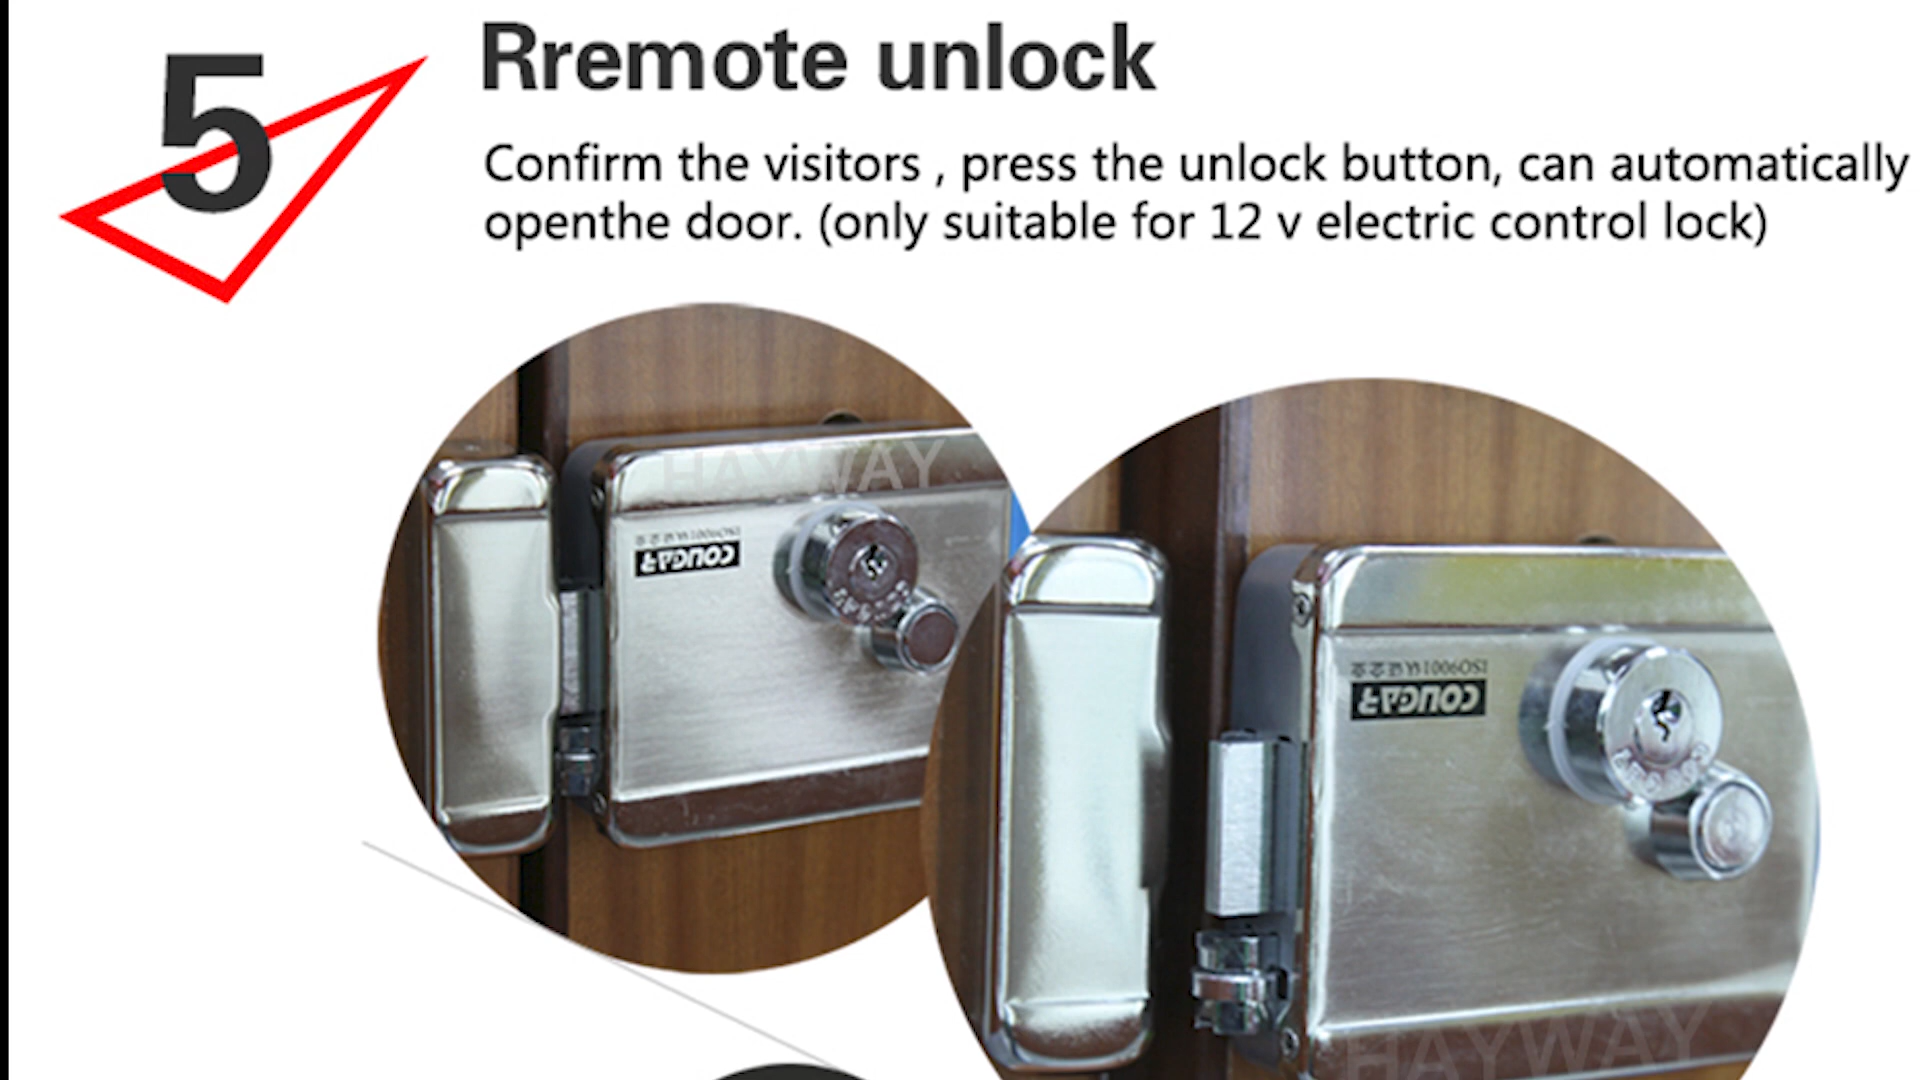 5
Rremote unlock
Confirm the visitors , press the unlock button, can automatically
openthe door. (only suitable for 12 v electric control lock)
HAYWAY
COUGAR
COUGAR
HAYWAY